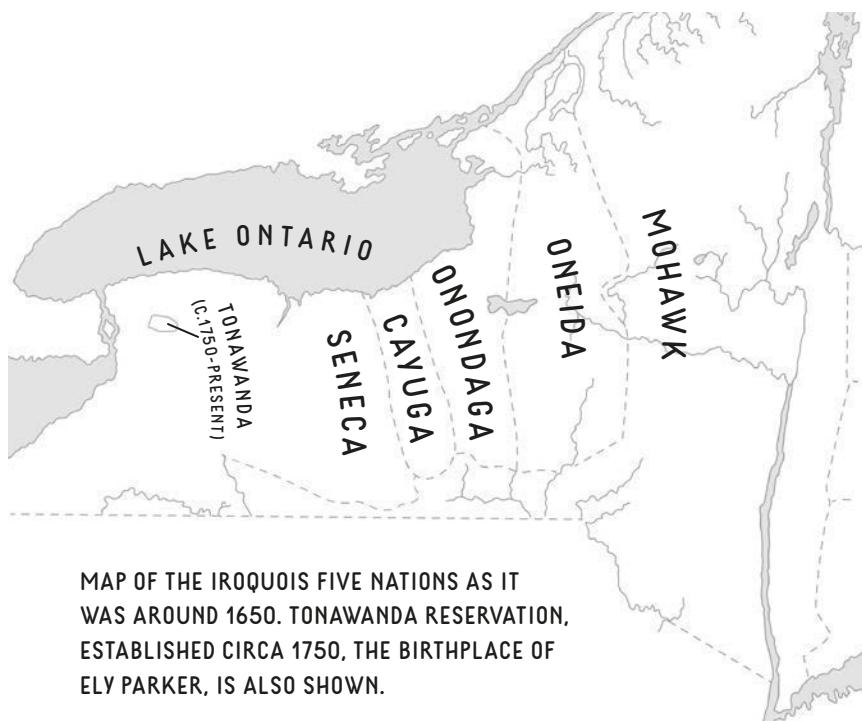 LAKE ONTARIO
TONAWANDA
(C.1750-PRESENT)
SENECA
CAYUGA
ONONDAGA
ONEIDA
MOHAWK
MAP OF THE IROQUOIS FIVE NATIONS AS IT
WAS AROUND 1650. TONAWANDA RESERVATION,
ESTABLISHED CIRCA 1750, THE BIRTHPLACE OF
ELY PARKER, IS ALSO SHOWN.